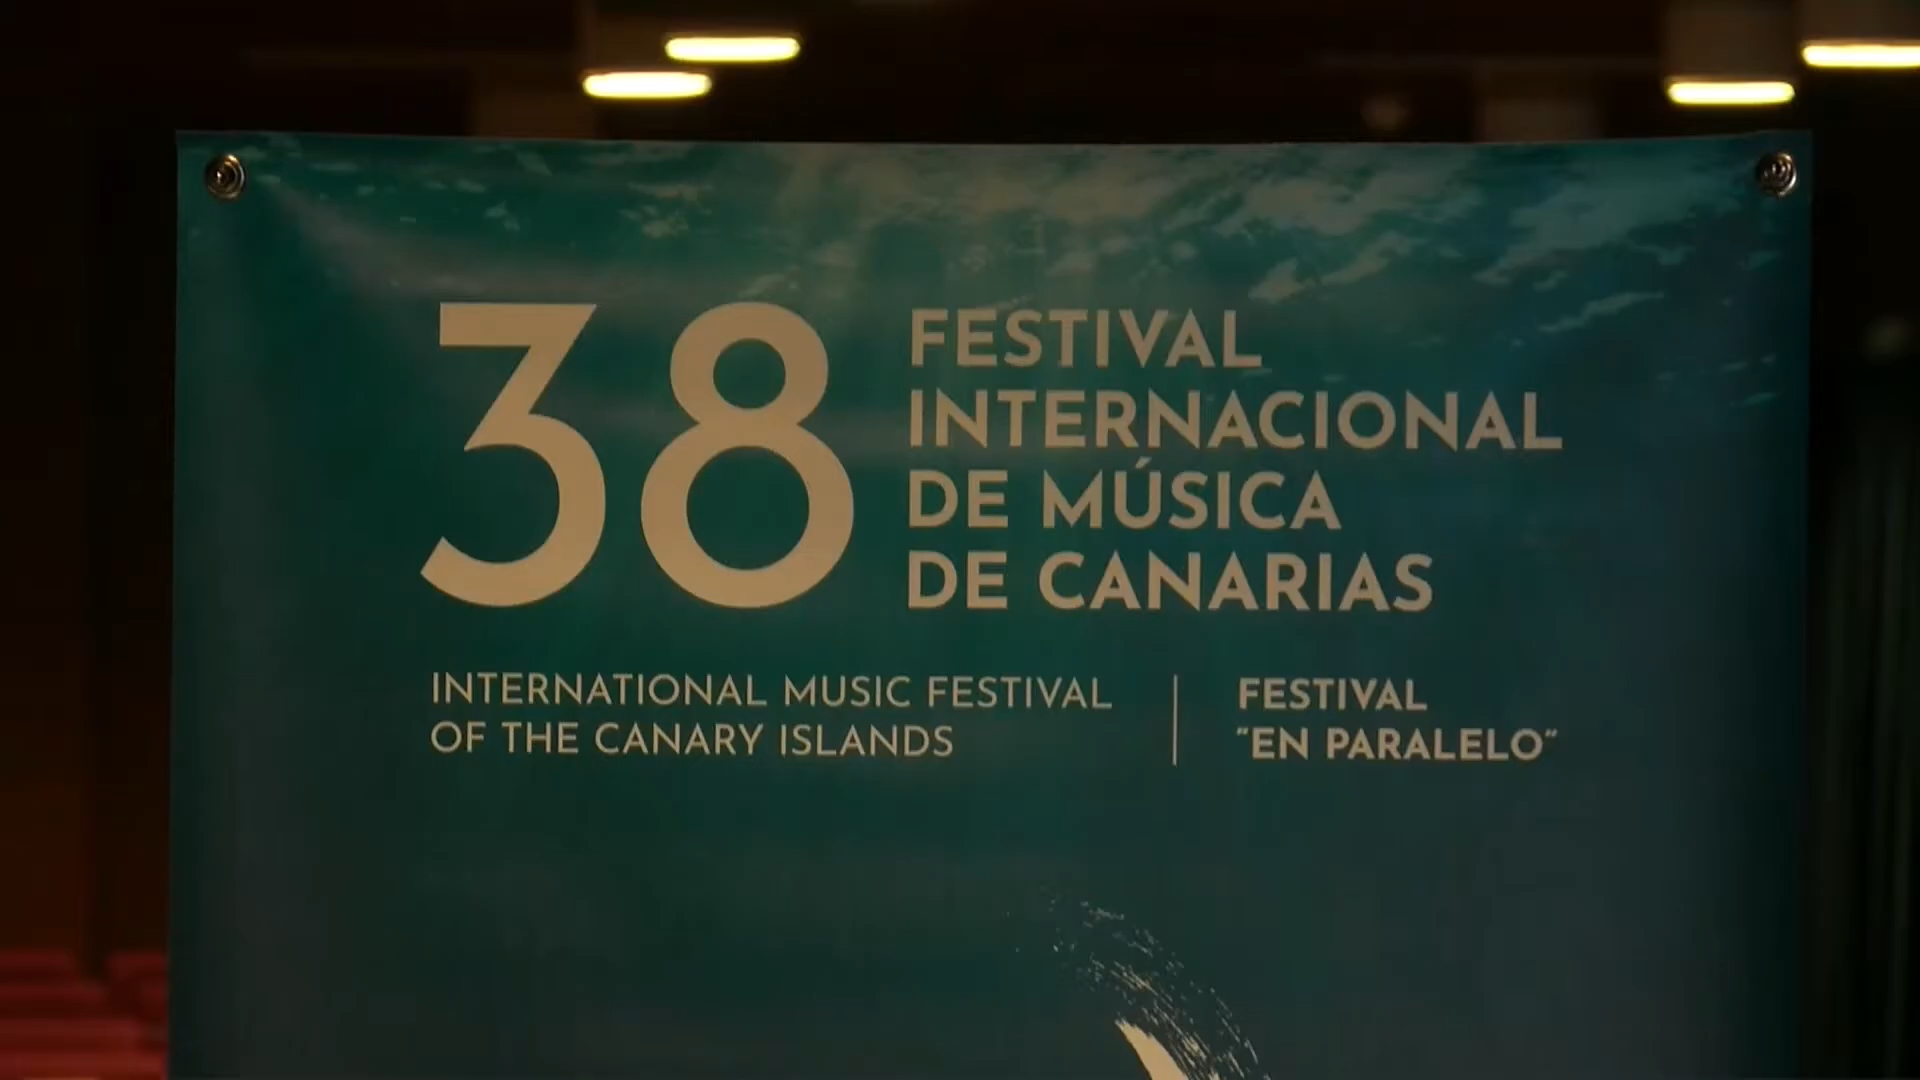 38
FESTIVAL
INTERNACIONAL
DE MÚSICA
DE CANARIAS
INTERNATIONAL MUSIC FESTIVAL
OF THE CANARY ISLANDS
FESTIVAL
"EN PARALELO"